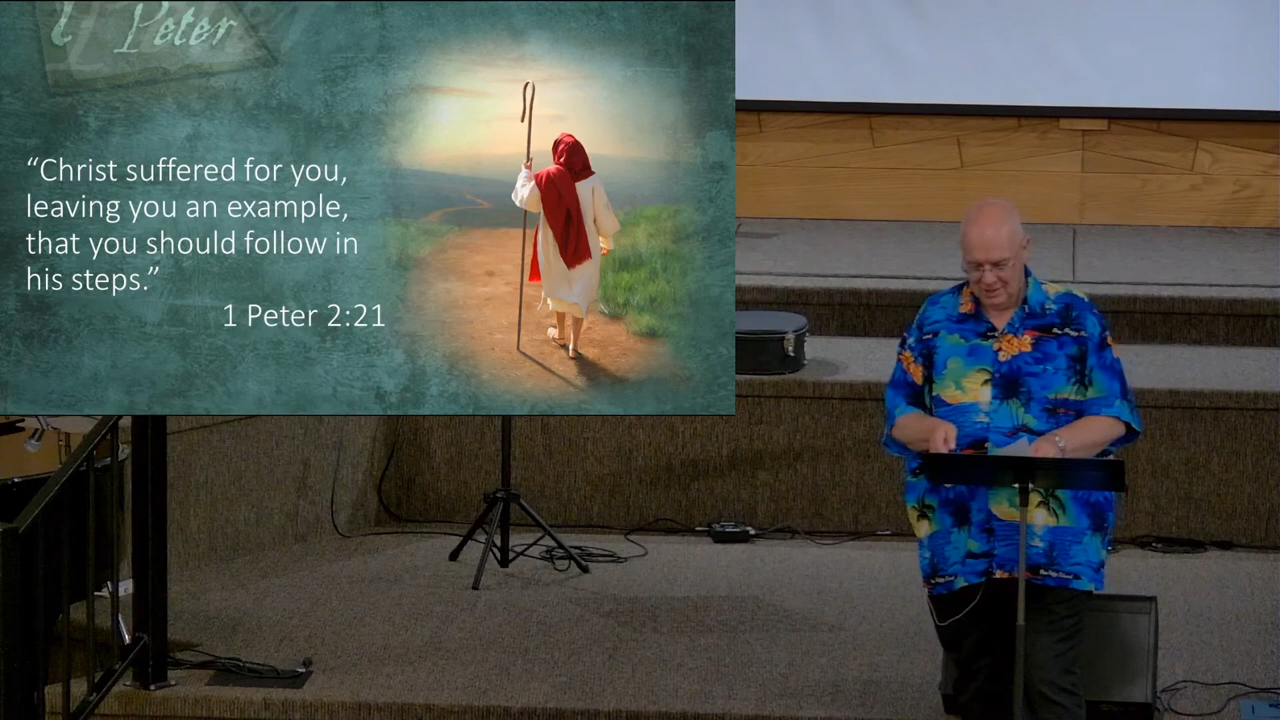 1 Peter
“Christ suffered for you,
leaving you an example,
that you should follow in
his steps.”
1 Peter 2:21